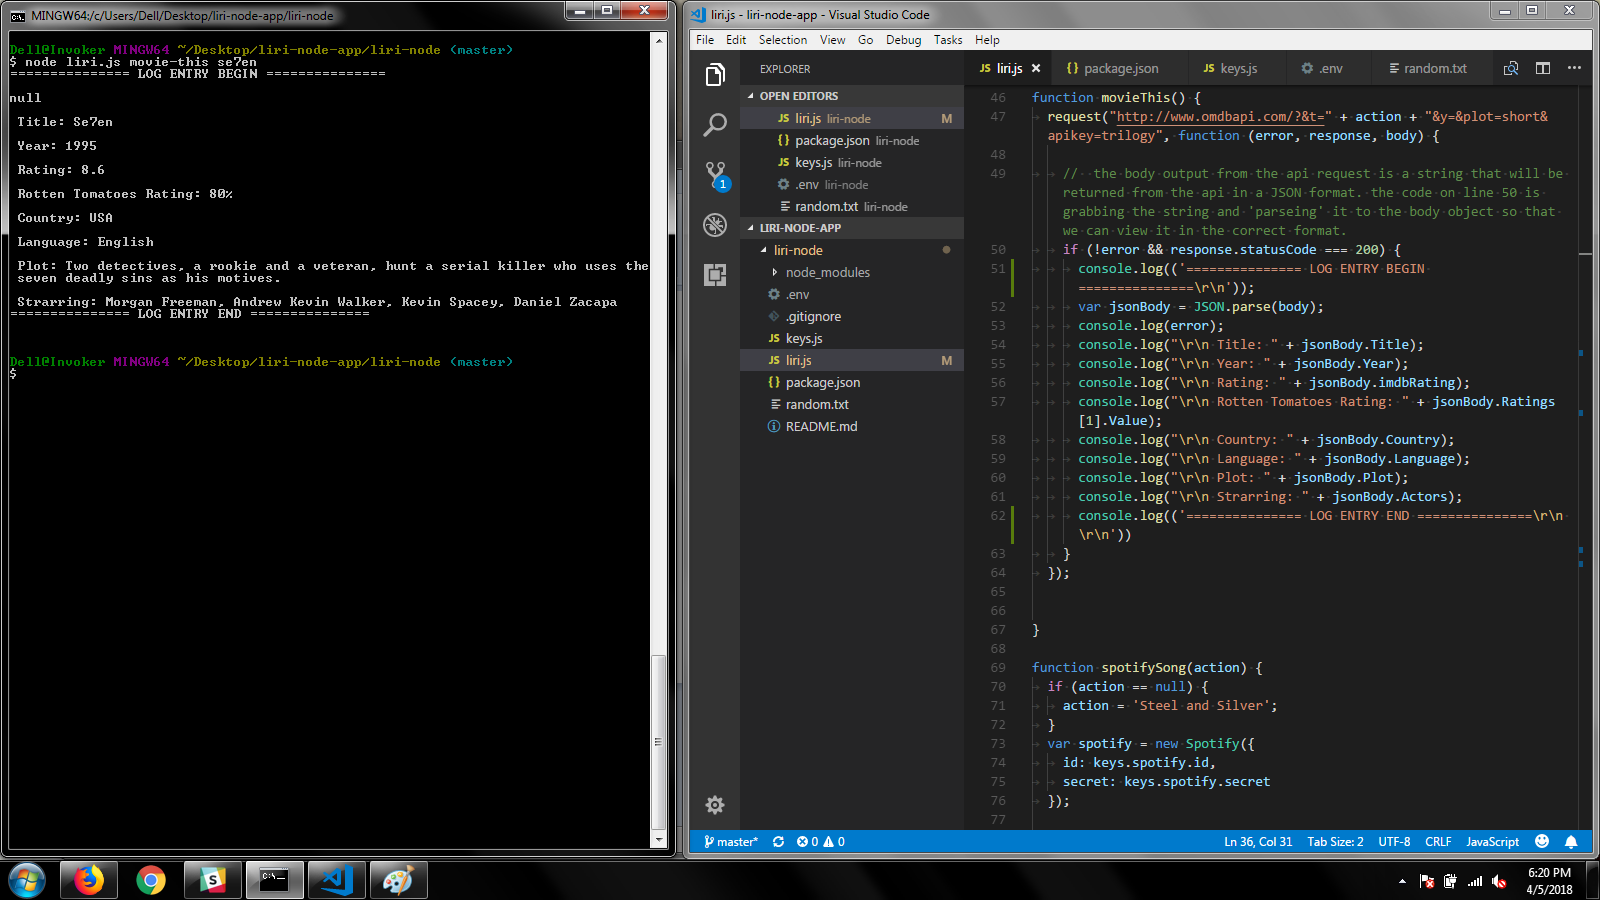 MINGW64:/c/Users/Dell/Desktop/liri-node-app/liri-node
Dell@Invoker MINGW64 ~/Desktop/liri-node-app/liri-node (master)
$ node liri.js movie-this se7en
=============== LOG ENTRY BEGIN ===============
null
Title: Se7en
Year: 1995
Rating: 8.6
Rotten Tomatoes Rating: 80%
Country: USA
Language: English
Plot: Two detectives, a rookie and a veteran, hunt a serial killer who uses the
seven deadly sins as his motives.
Strarring: Morgan Freeman, Andrew Kevin Walker, Kevin Spacey, Daniel Zacapa
=============== LOG ENTRY END ===============
Dell@Invoker MINGW64 ~/Desktop/liri-node-app/liri-node (master)
$
liri.js - liri-node-app - Visual Studio Code
File Edit Selection View Go Debug Tasks Help
EXPLORER
OPEN EDITORS
JS liri.js liri-node M
{} package.json liri-node
JS keys.js liri-node
.env liri-node
random.txt liri-node
LIRI-NODE-APP
liri-node
node_modules
.env
.gitignore
JS keys.js
JS liri.js M
{} package.json
random.txt
README.md
1
JS liri.js {} package.json JS keys.js .env random.txt
46 function movieThis() {
47 request("http://www.omdbapi.com/?&t=" + action + "&y=&plot=short&
apikey=trilogy", function (error, response, body) {
48
49 // the body output from the api request is a string that will be
returned from the api in a JSON format. the code on line 50 is
grabbing the string and 'parseing' it to the body object so that
we can view it in the correct format.
50 if (!error && response.statusCode === 200) {
51 console.log(('=============== LOG ENTRY BEGIN
===============\r\n'));
52 var jsonBody = JSON.parse(body);
53 console.log(error);
54 console.log("\r\n Title: " + jsonBody.Title);
55 console.log("\r\n Year: " + jsonBody.Year);
56 console.log("\r\n Rating: " + jsonBody.imdbRating);
57 console.log("\r\n Rotten Tomatoes Rating: " + jsonBody.Ratings
[1].Value);
58 console.log("\r\n Country: " + jsonBody.Country);
59 console.log("\r\n Language: " + jsonBody.Language);
60 console.log("\r\n Plot: " + jsonBody.Plot);
61 console.log("\r\n Strarring: " + jsonBody.Actors);
62 console.log(('=============== LOG ENTRY END ===============\r\n
\r\n'))
63 }
64 });
65
66
67 }
68
69 function spotifySong(action) {
70 if (action == null) {
71 action = 'Steel and Silver';
72 }
73 var spotify = new Spotify({
74 id: keys.spotify.id,
75 secret: keys.spotify.secret
76 });
77
master* 0 0 Ln 36, Col 31 Tab Size: 2 UTF-8 CRLF JavaScript
6:20 PM
4/5/2018